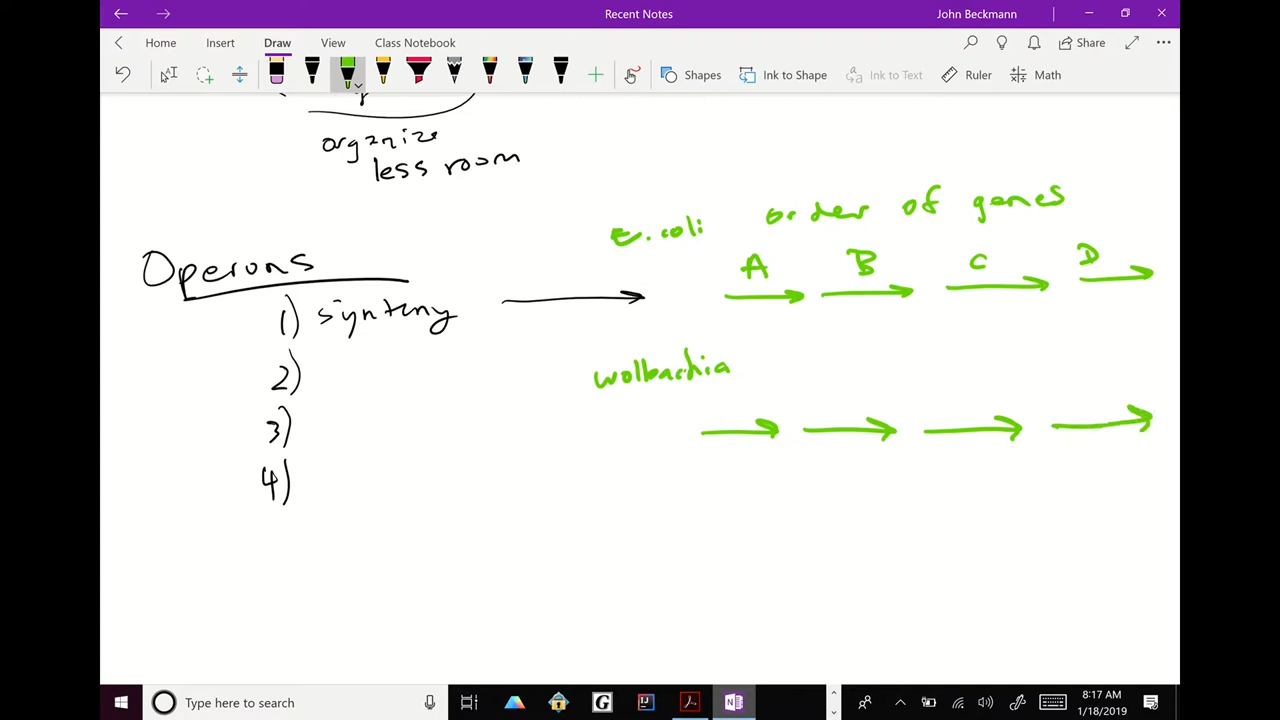 Recent Notes
John Beckmann
Home Insert Draw View Class Notebook
Share
Shapes Ink to Shape Ink to Text Ruler Math
organize
less room
E.coli order of genes
Operons
A B C D
1) synteny
2)
wolbachia
3)
4)
Type here to search
8:17 AM
1/18/2019